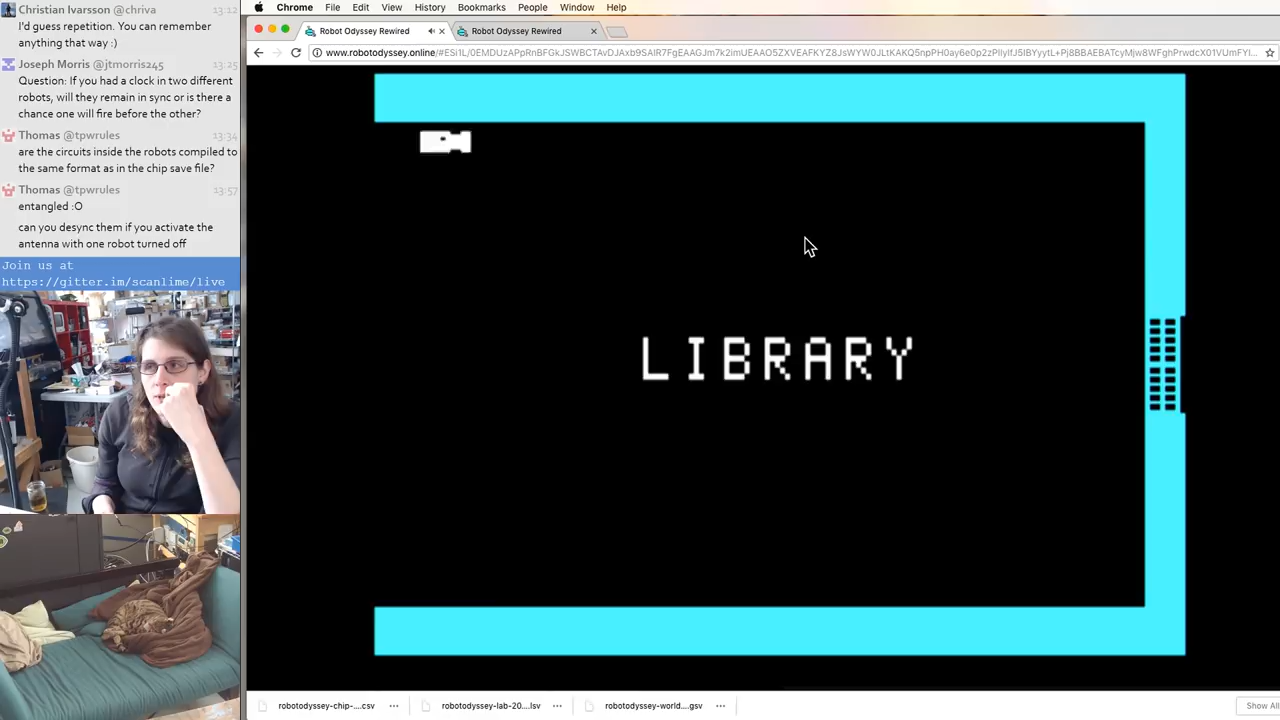 Christian Ivarsson @chriva 13:12
I'd guess repetition. You can remember
anything that way :)
Joseph Morris @jtmorris245 13:25
Question: If you had a clock in two different
robots, will they remain in sync or is there a
chance one will fire before the other?
Thomas @tpwrules 13:34
are the circuits inside the robots compiled to
the same format as in the chip save file?
Thomas @tpwrules 13:57
entangled :O
can you desync them if you activate the
antenna with one robot turned off
Join us at
https://gitter.im/scanlime/live
Chrome File Edit View History Bookmarks People Window Help
Robot Odyssey Rewired
Robot Odyssey Rewired
www.robotodyssey.online
LIBRARY
robotodyssey-chip-....csv
robotodyssey-lab-20....lsv
robotodyssey-world....gsv
Show All